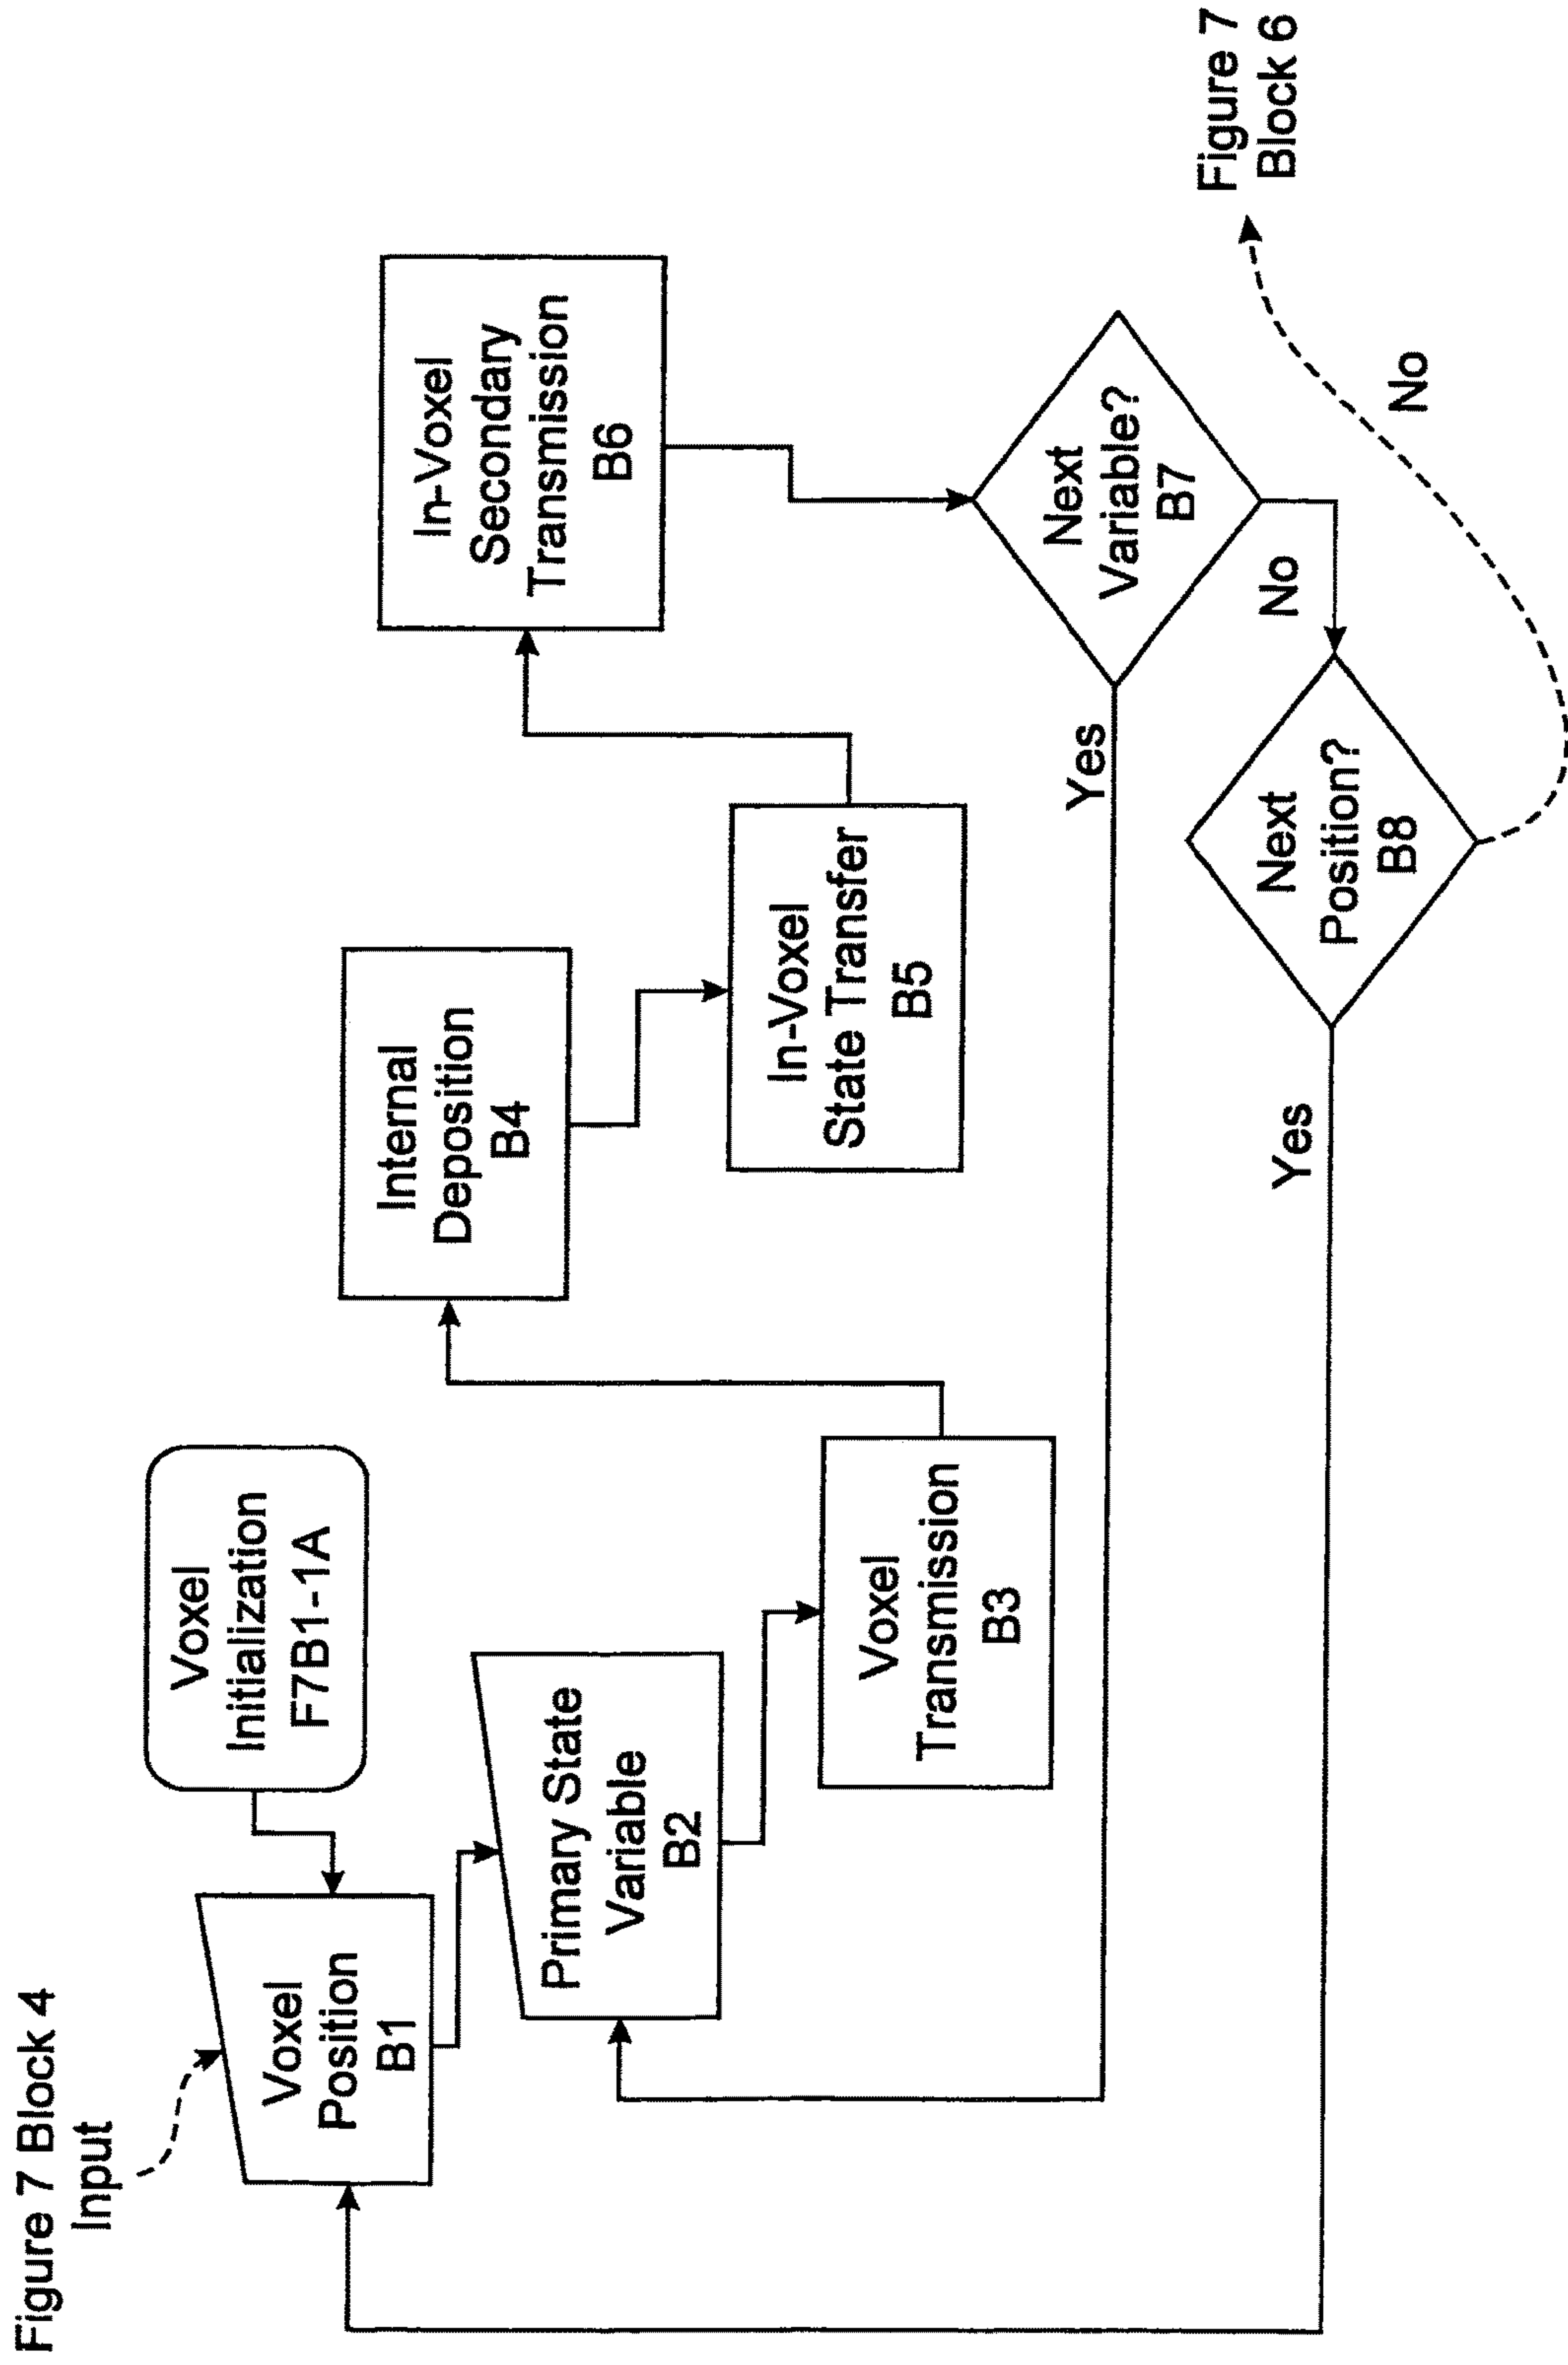 Figure 7 Block 4
Input
Voxel
Position
B1
Voxel
Initialization
F7B1-1A
Primary State
Variable
B2
Voxel
Transmission
B3
Internal
Deposition
B4
In-Voxel
State Transfer
B5
In-Voxel
Secondary
Transmission
B6
Next
Variable?
B7
Yes
No
Next
Position?
B8
Yes
No
Figure 7
Block 6